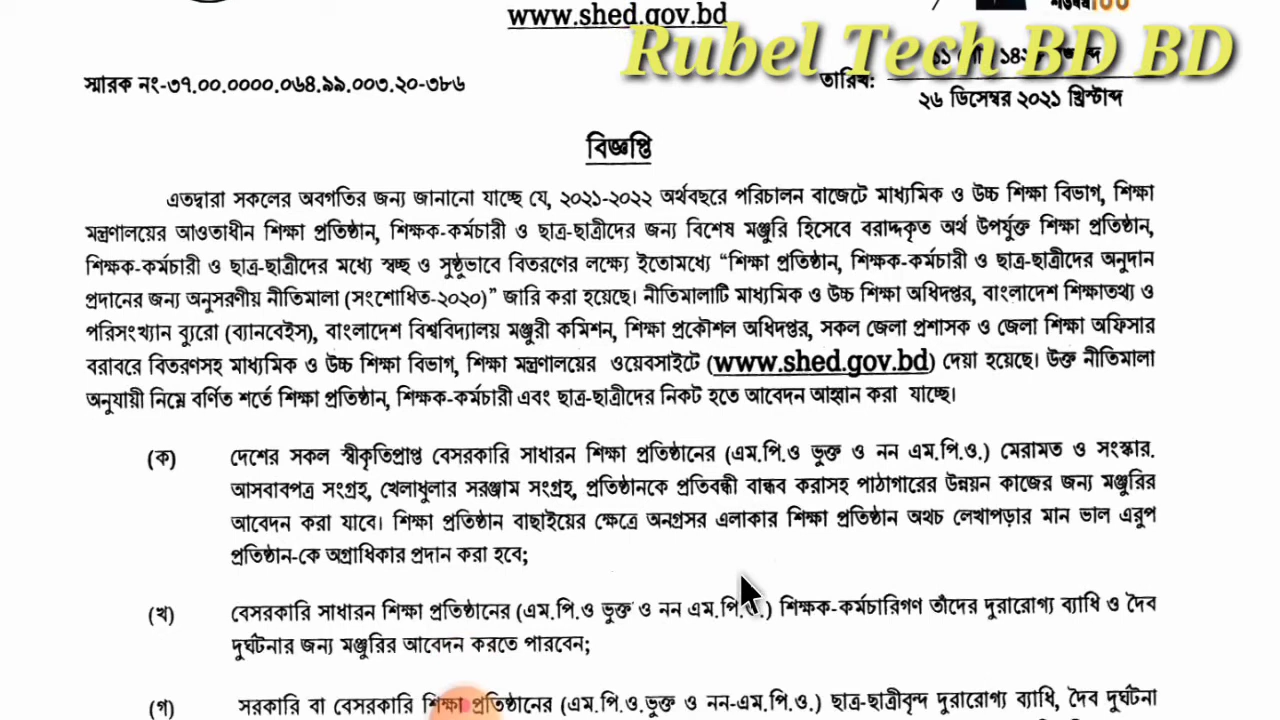 www.shed.gov.bd
Rubel Tech BD BD
স্মারক নং-৩৭.০০.০০০০.০৬৪.৯৯.০০৩.২০-৩৮৬
তারিখ:
২৬ ডিসেম্বর ২০২১ খ্রিস্টাব্দ
বিজ্ঞপ্তি
এতদ্বারা সকলের অবগতির জন্য জানানো যাচ্ছে যে, ২০২১-২০২২ অর্থবছরে পরিচালন বাজেটে মাধ্যমিক ও উচ্চ শিক্ষা বিভাগ, শিক্ষা
মন্ত্রণালয়ের আওতাধীন শিক্ষা প্রতিষ্ঠান, শিক্ষক-কর্মচারী ও ছাত্র-ছাত্রীদের জন্য বিশেষ মঞ্জুরি হিসেবে বরাদ্দকৃত অর্থ উপর্যুক্ত শিক্ষা প্রতিষ্ঠান,
শিক্ষক-কর্মচারী ও ছাত্র-ছাত্রীদের মধ্যে স্বচ্ছ ও সুষ্ঠুভাবে বিতরণের লক্ষ্যে ইতোমধ্যে “শিক্ষা প্রতিষ্ঠান, শিক্ষক-কর্মচারী ও ছাত্র-ছাত্রীদের অনুদান
প্রদানের জন্য অনুসরণীয় নীতিমালা (সংশোধিত-২০২০)” জারি করা হয়েছে। নীতিমালাটি মাধ্যমিক ও উচ্চ শিক্ষা অধিদপ্তর, বাংলাদেশ শিক্ষাতথ্য ও
পরিসংখ্যান ব্যুরো (ব্যানবেইস), বাংলাদেশ বিশ্ববিদ্যালয় মঞ্জুরী কমিশন, শিক্ষা প্রকৌশল অধিদপ্তর, সকল জেলা প্রশাসক ও জেলা শিক্ষা অফিসার
বরাবরে বিতরণসহ মাধ্যমিক ও উচ্চ শিক্ষা বিভাগ, শিক্ষা মন্ত্রণালয়ের ওয়েবসাইটে (www.shed.gov.bd) দেয়া হয়েছে। উক্ত নীতিমালা
অনুযায়ী নিম্নে বর্ণিত শর্তে শিক্ষা প্রতিষ্ঠান, শিক্ষক-কর্মচারী এবং ছাত্র-ছাত্রীদের নিকট হতে আবেদন আহ্বান করা যাচ্ছে।
(ক) দেশের সকল স্বীকৃতিপ্রাপ্ত বেসরকারি সাধারন শিক্ষা প্রতিষ্ঠানের (এম.পি.ও ভুক্ত ও নন এম.পি.ও.) মেরামত ও সংস্কার.
আসবাবপত্র সংগ্রহ, খেলাধুলার সরঞ্জাম সংগ্রহ, প্রতিষ্ঠানকে প্রতিবন্ধী বান্ধব করাসহ পাঠাগারের উন্নয়ন কাজের জন্য মঞ্জুরির
আবেদন করা যাবে। শিক্ষা প্রতিষ্ঠান বাছাইয়ের ক্ষেত্রে অনগ্রসর এলাকার শিক্ষা প্রতিষ্ঠান অথচ লেখাপড়ার মান ভাল এরুপ
প্রতিষ্ঠান-কে অগ্রাধিকার প্রদান করা হবে;
(খ) বেসরকারি সাধারন শিক্ষা প্রতিষ্ঠানের (এম.পি.ও ভুক্ত ও নন এম.পি.ও.) শিক্ষক-কর্মচারিগণ তাঁদের দুরারোগ্য ব্যাধি ও দৈব
দুর্ঘটনার জন্য মঞ্জুরির আবেদন করতে পারবেন;
(গ) সরকারি বা বেসরকারি শিক্ষা প্রতিষ্ঠানের (এম.পি.ও.ভুক্ত ও নন-এম.পি.ও.) ছাত্র-ছাত্রীবৃন্দ দুরারোগ্য ব্যাধি, দৈব দুর্ঘটনা